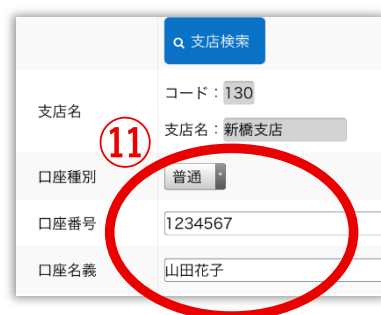 支店検索
支店名
コード：130
支店名：新橋支店
⑪
口座種別
普通
口座番号
1234567
口座名義
山田花子